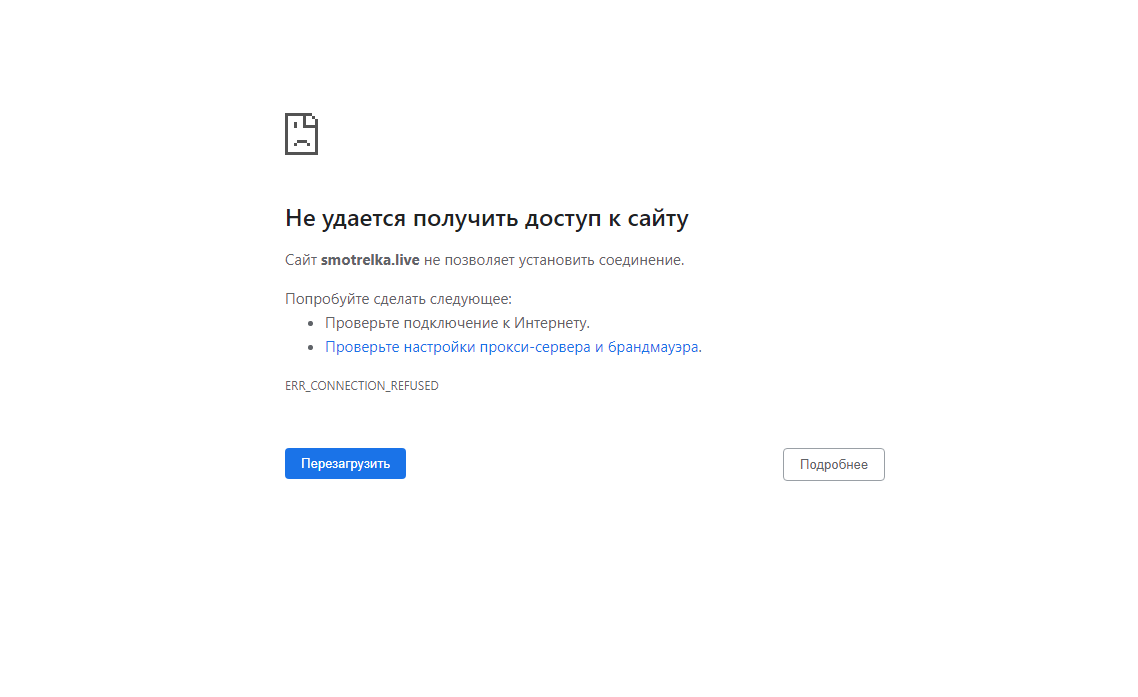 Не удается получить доступ к сайту
Сайт smotrelka.live не позволяет установить соединение.
Попробуйте сделать следующее:
Проверьте подключение к Интернету.
Проверьте настройки прокси-сервера и брандмауэра.
ERR_CONNECTION_REFUSED
Перезагрузить
Подробнее